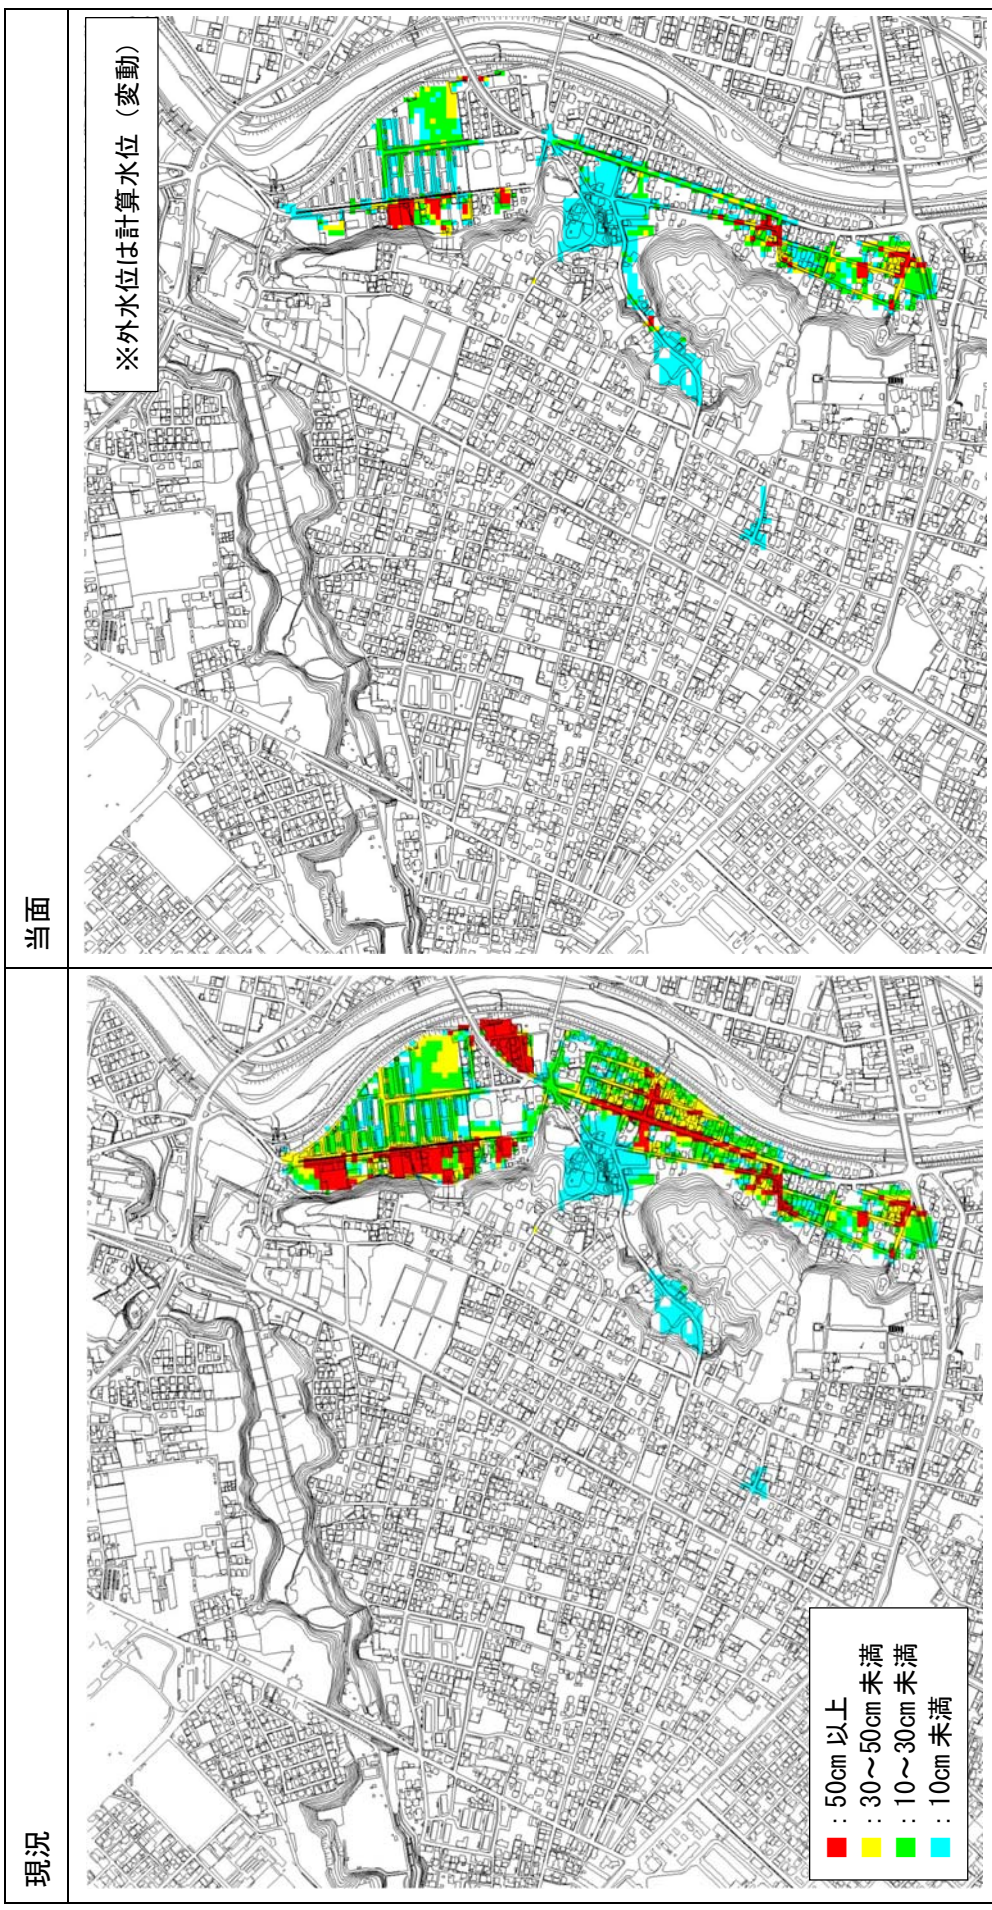 現況
当面
※外水位は計算水位（変動）
：50cm 以上
：30～50cm 未満
：10～30cm 未満
：10cm 未満